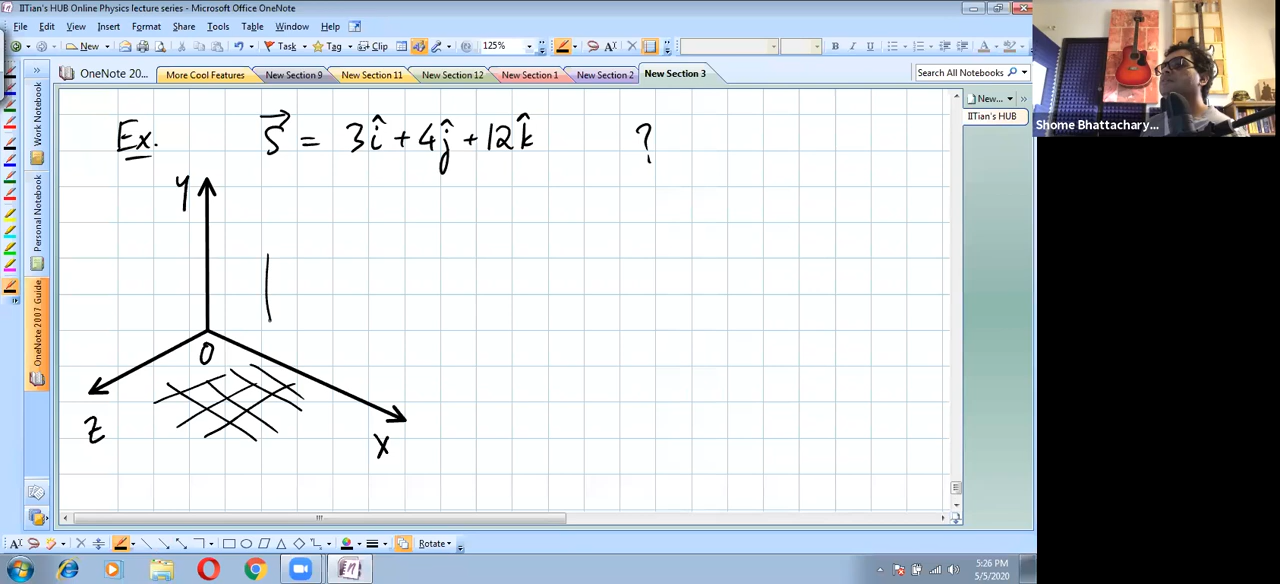 IITian's HUB Online Physics lecture series - Microsoft Office OneNote
File Edit View Insert Format Share Tools Table Window Help
New Task Tag Clip 125% B I U A
OneNote 20... More Cool Features New Section 9 New Section 11 New Section 12 New Section 1 New Section 2 New Section 3 Search All Notebooks
New...
IITian's HUB
Work Notebook
Personal Notebook
OneNote 2007 Guide
Ex. S⃗ = 3î + 4ĵ + 12k̂ ?
Y
O
Z
X
Shome Bhattachary...
Rotate
5:26 PM
5/5/2020